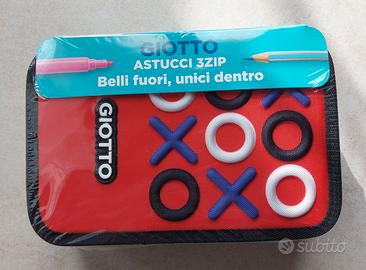 GIOTTO
ASTUCCI 3ZIP
Belli fuori, unici dentro
GIOTTO
X O O
X O
O X O
subito